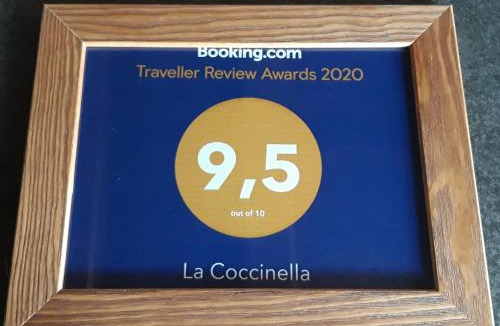 Booking.com
Traveller Review Awards 2020
9,5
out of 10
La Coccinella